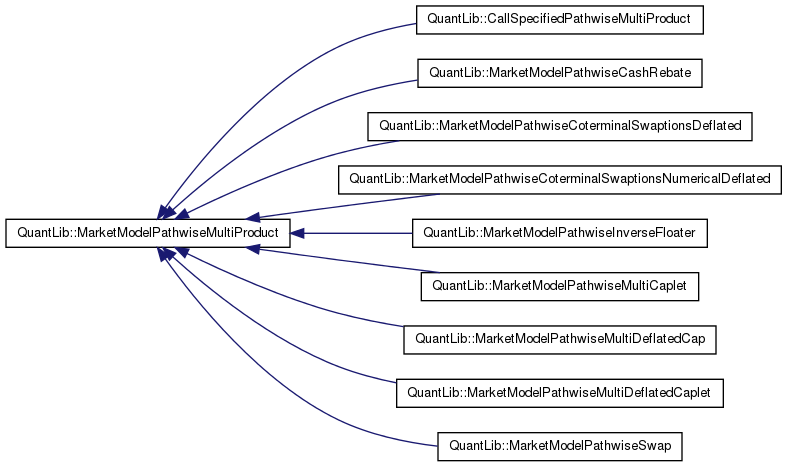 QuantLib::CallSpecifiedPathwiseMultiProduct
QuantLib::MarketModelPathwiseCashRebate
QuantLib::MarketModelPathwiseCoterminalSwaptionsDeflated
QuantLib::MarketModelPathwiseCoterminalSwaptionsNumericalDeflated
QuantLib::MarketModelPathwiseMultiProduct
QuantLib::MarketModelPathwiseInverseFloater
QuantLib::MarketModelPathwiseMultiCaplet
QuantLib::MarketModelPathwiseMultiDeflatedCap
QuantLib::MarketModelPathwiseMultiDeflatedCaplet
QuantLib::MarketModelPathwiseSwap